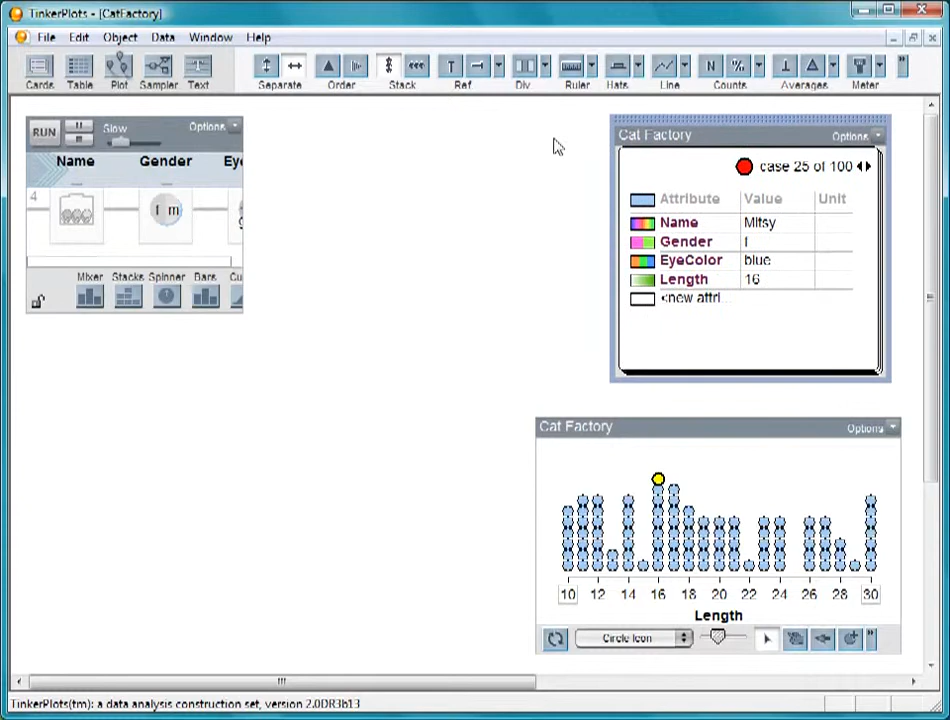 TinkerPlots - [CatFactory]
File Edit Object Data Window Help
Cards Table Plot Sampler Text Separate Order Stack Ref Div Ruler Hats Line Counts Averages Meter
RUN Slow Options
Name Gender Ey
4 f m
Mixer Stacks Spinner Bars Cu
Cat Factory Options
case 25 of 100
Attribute Value Unit
Name Mitsy
Gender f
EyeColor blue
Length 16
<new attri...
Cat Factory Options
10 12 14 16 18 20 22 24 26 28 30
Length
Circle Icon
TinkerPlots(tm): a data analysis construction set, version 2.0DR3b13